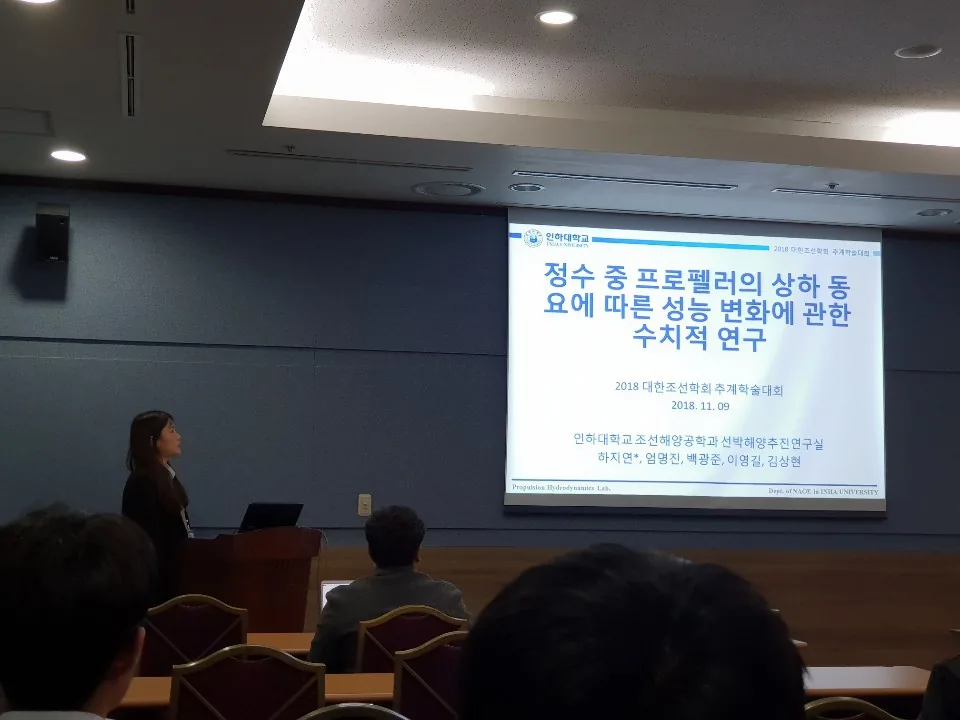 인하대학교
INHA UNIVERSITY
2018 대한조선학회 추계학술대회
정수 중 프로펠러의 상하 동
요에 따른 성능 변화에 관한
수치적 연구
2018 대한조선학회 추계학술대회
2018. 11. 09
인하대학교 조선해양공학과 선박해양추진연구실
하지연*, 엄명진, 백광준, 이영길, 김상현
Propulsion Hydrodynamics Lab.
Dept. of NAOE in INHA UNIVERSITY